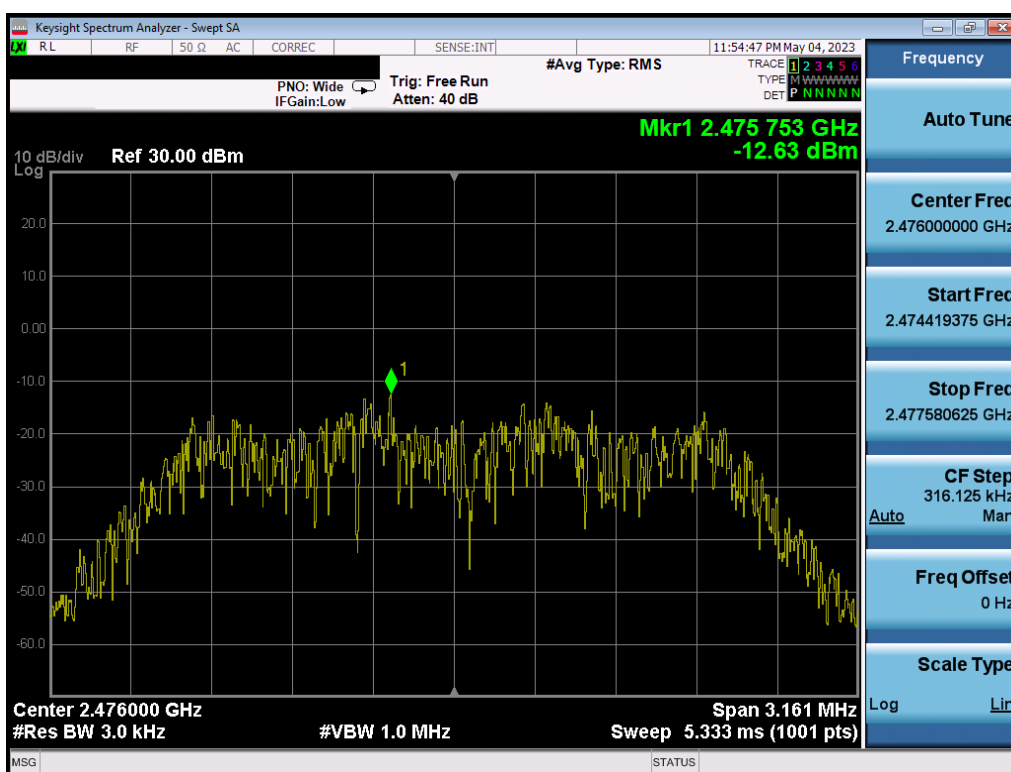 Keysight Spectrum Analyzer - Swept SA
LXI RL RF 50 Ω AC CORREC SENSE:INT 11:54:47 PM May 04, 2023
#Avg Type: RMS TRACE 1 2 3 4 5 6
PNO: Wide Trig: Free Run TYPE M WWWWW
IFGain:Low Atten: 40 dB DET P N N N N N
Mkr1 2.475 753 GHz
10 dB/div Ref 30.00 dBm -12.63 dBm
Log
20.0
10.0
0.00
1
-10.0
-20.0
-30.0
-40.0
-50.0
-60.0
Center 2.476000 GHz Span 3.161 MHz
#Res BW 3.0 kHz #VBW 1.0 MHz Sweep 5.333 ms (1001 pts)
MSG STATUS
Frequency
Auto Tune
Center Freq
2.476000000 GHz
Start Freq
2.474419375 GHz
Stop Freq
2.477580625 GHz
CF Step
316.125 kHz
Auto Man
Freq Offset
0 Hz
Scale Type
Log Lin